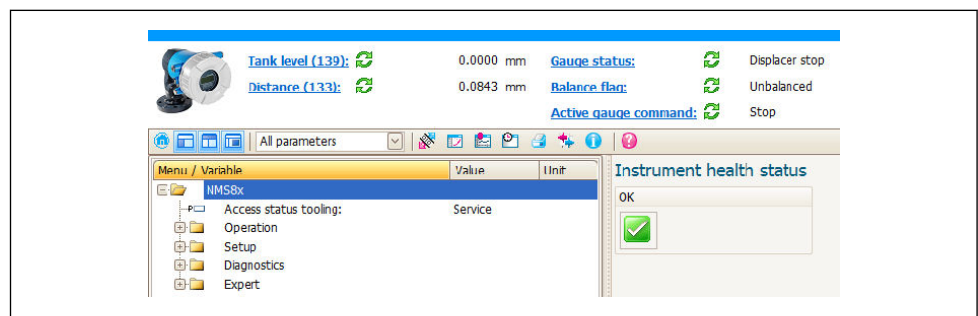 Tank level (139): 0.0000 mm Gauge status: Displacer stop
Distance (133): 0.0843 mm Balance flag: Unbalanced
Active gauge command: Stop
All parameters
Menu / Variable Value Unit Instrument health status
NMS8x OK
Access status tooling: Service
Operation
Setup
Diagnostics
Expert